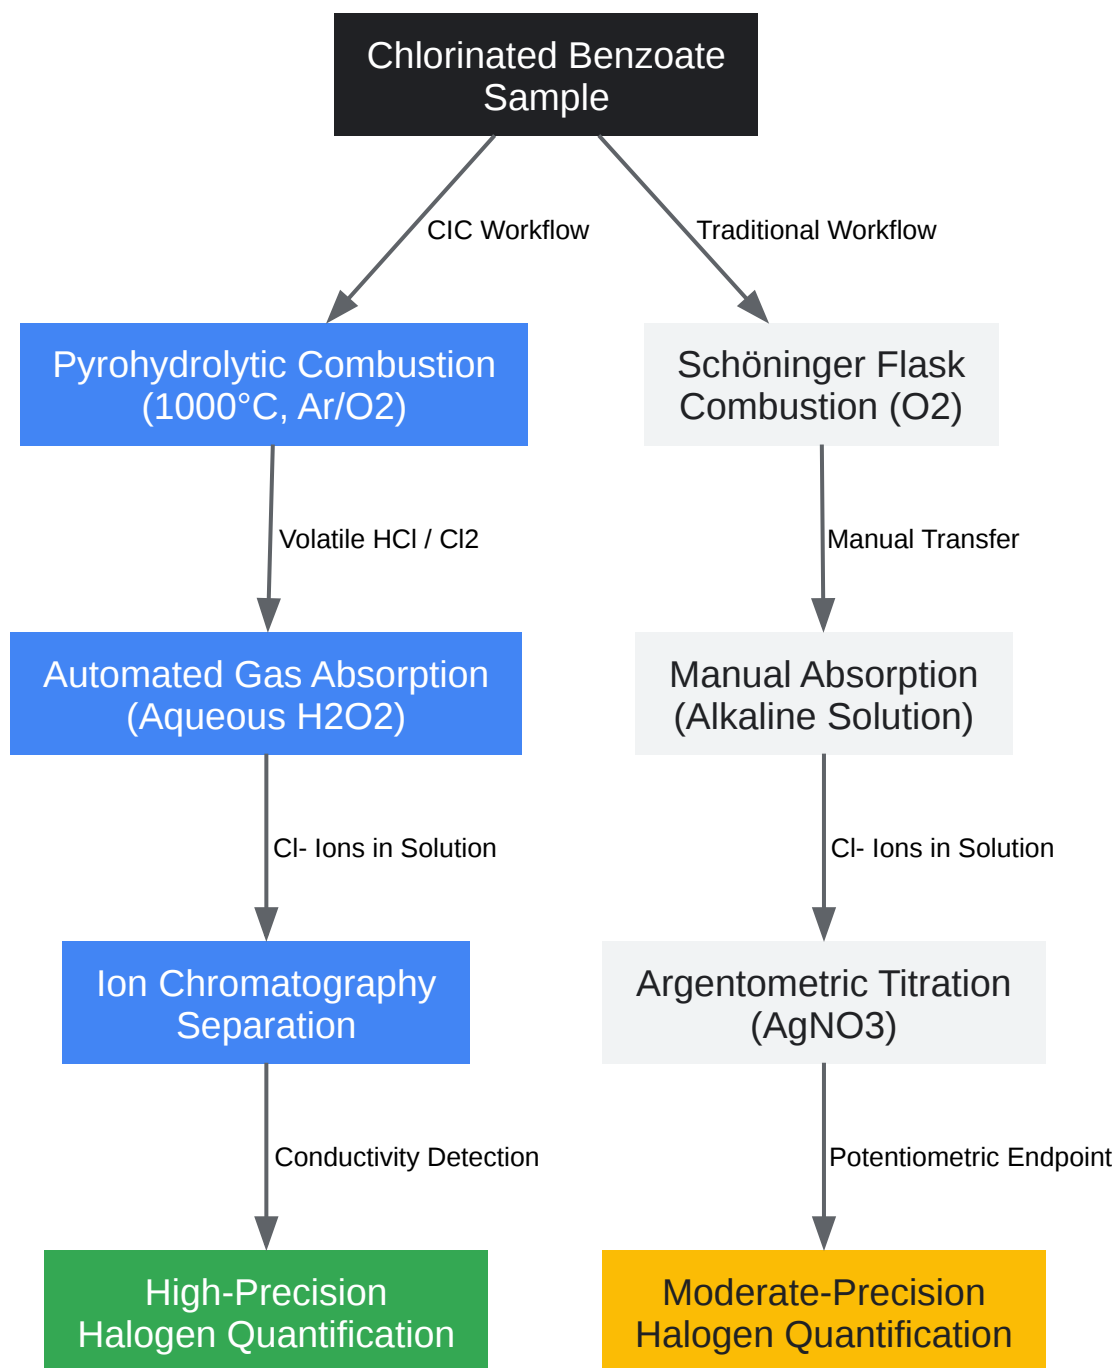 Chlorinated Benzoate
Sample
CIC Workflow
Traditional Workflow
Pyrohydrolytic Combustion
(1000°C, Ar/O2)
Schöninger Flask
Combustion (O2)
Volatile HCl / Cl2
Manual Transfer
Automated Gas Absorption
(Aqueous H2O2)
Manual Absorption
(Alkaline Solution)
Cl- Ions in Solution
Cl- Ions in Solution
Ion Chromatography
Separation
Argentometric Titration
(AgNO3)
Conductivity Detection
Potentiometric Endpoint
High-Precision
Halogen Quantification
Moderate-Precision
Halogen Quantification